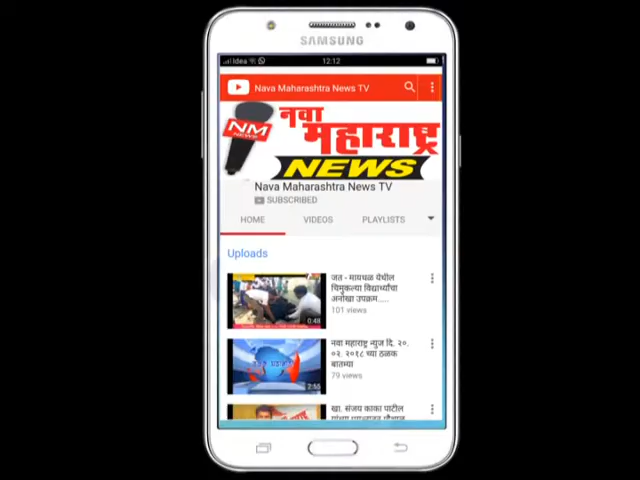 SAMSUNG
Idea
12:12
Nava Maharashtra News TV
NM
NEWS
नवा
महाराष्ट्र
NEWS
Nava Maharashtra News TV
SUBSCRIBED
HOME VIDEOS PLAYLISTS
Uploads
जत - माडग्याळ येथील
चिमुकल्या विद्यार्थ्यांचा
अनोखा उपक्रम.....
101 views
0:48
नवा महाराष्ट्र न्युज दि. २०.
०२. २०१८ च्या ठळक
बातम्या
79 views
2:55
खा. संजय काका पाटील